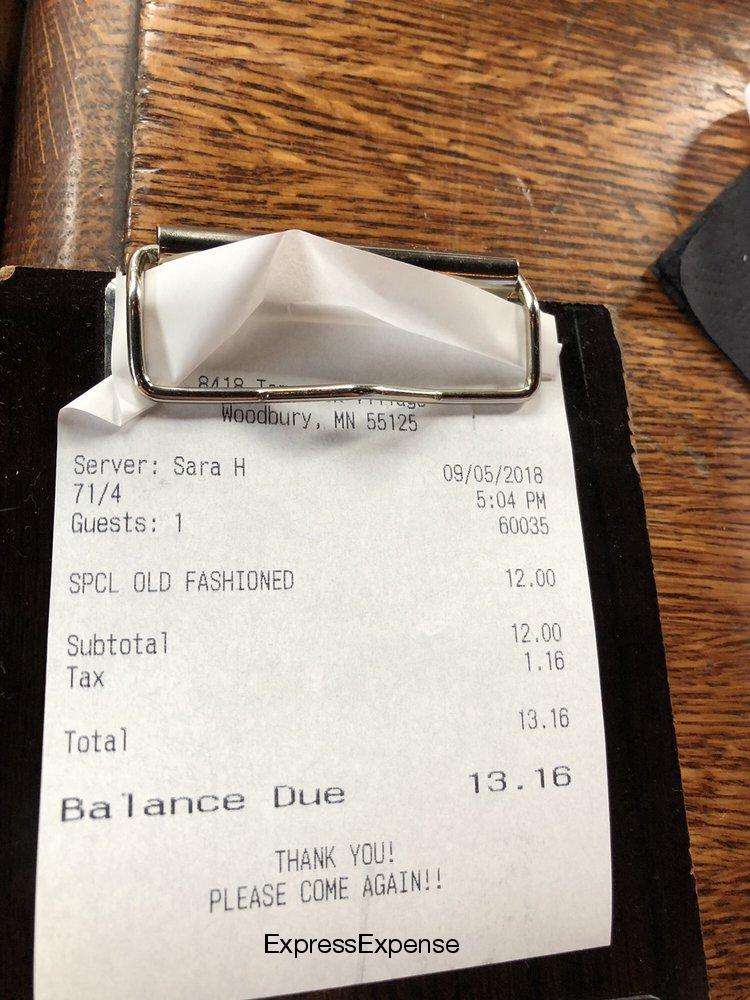 8418
Woodbury, MN 55125
Server: Sara H 09/05/2018
71/4 5:04 PM
Guests: 1 60035
SPCL OLD FASHIONED 12.00
Subtotal 12.00
Tax 1.16
Total 13.16
Balance Due 13.16
THANK YOU!
PLEASE COME AGAIN!!
ExpressExpense